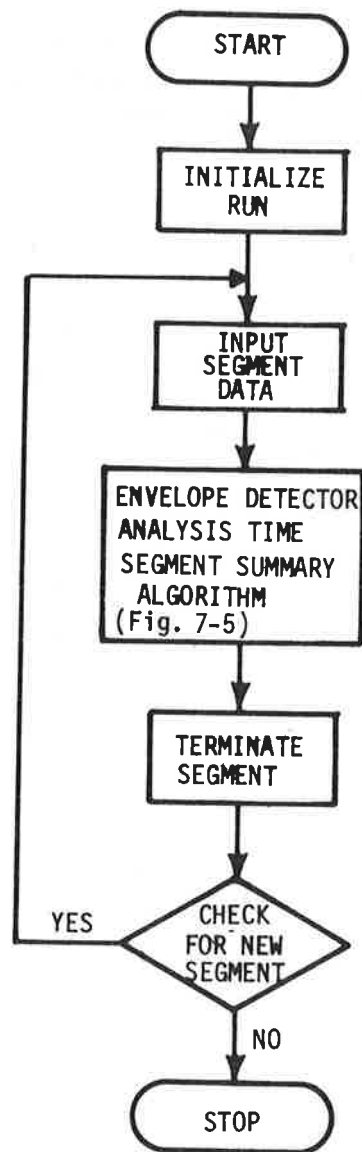 START
INITIALIZE
RUN
INPUT
SEGMENT
DATA
ENVELOPE DETECTOR
ANALYSIS TIME
SEGMENT SUMMARY
ALGORITHM
(Fig. 7-5)
TERMINATE
SEGMENT
YES
CHECK
FOR NEW
SEGMENT
NO
STOP